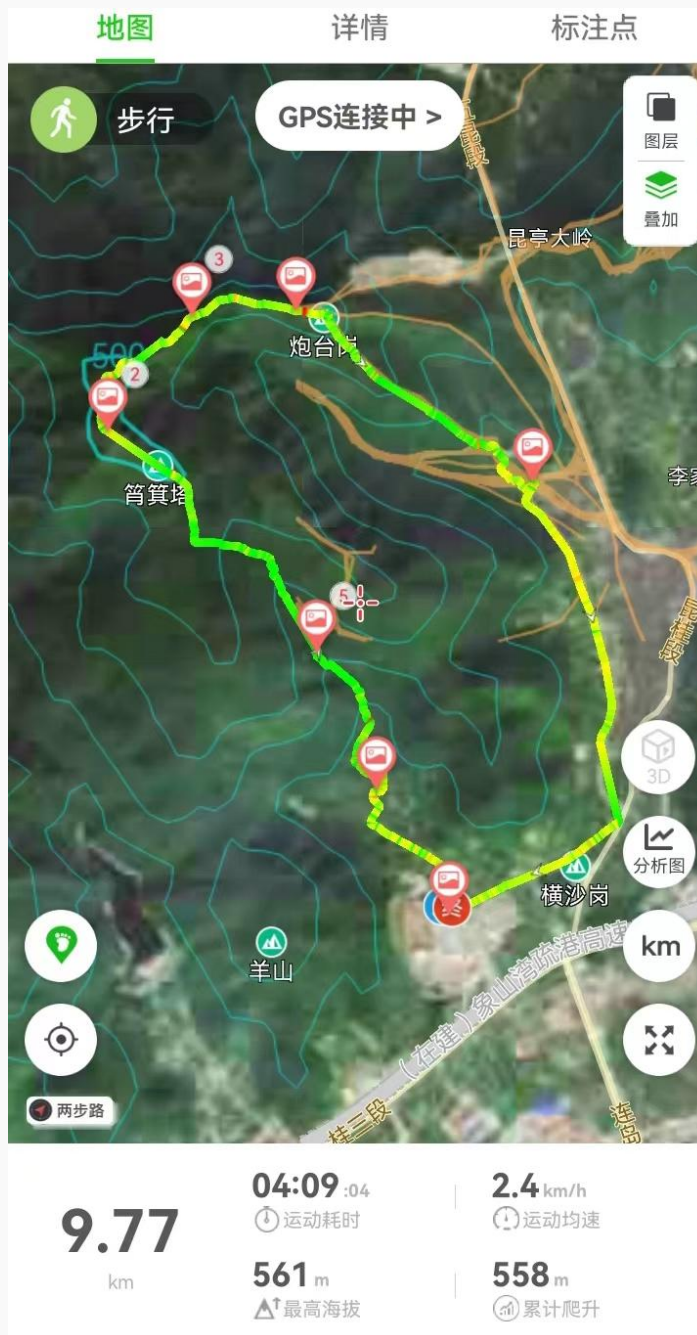 地图 详情 标注点
步行
GPS连接中 >
图层
叠加
昆亭大岭
3
炮台岗
500
2
筲箕塔
李家
5
3D
分析图
横沙岗
km
羊山
（在建）象山湾疏港高速
两步路
桂三段
9.77
km
04:09:04
运动耗时
2.4km/h
运动均速
561m
最高海拔
558m
累计爬升